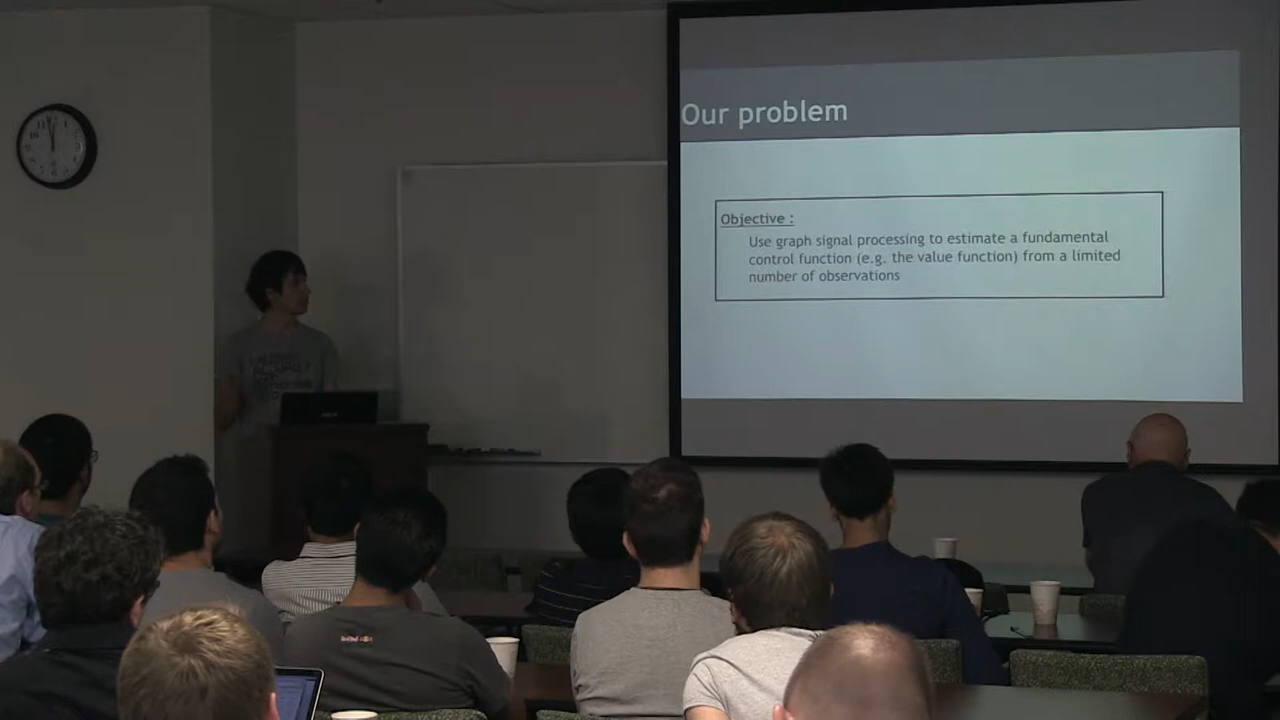 Our problem
Objective :
Use graph signal processing to estimate a fundamental
control function (e.g. the value function) from a limited
number of observations